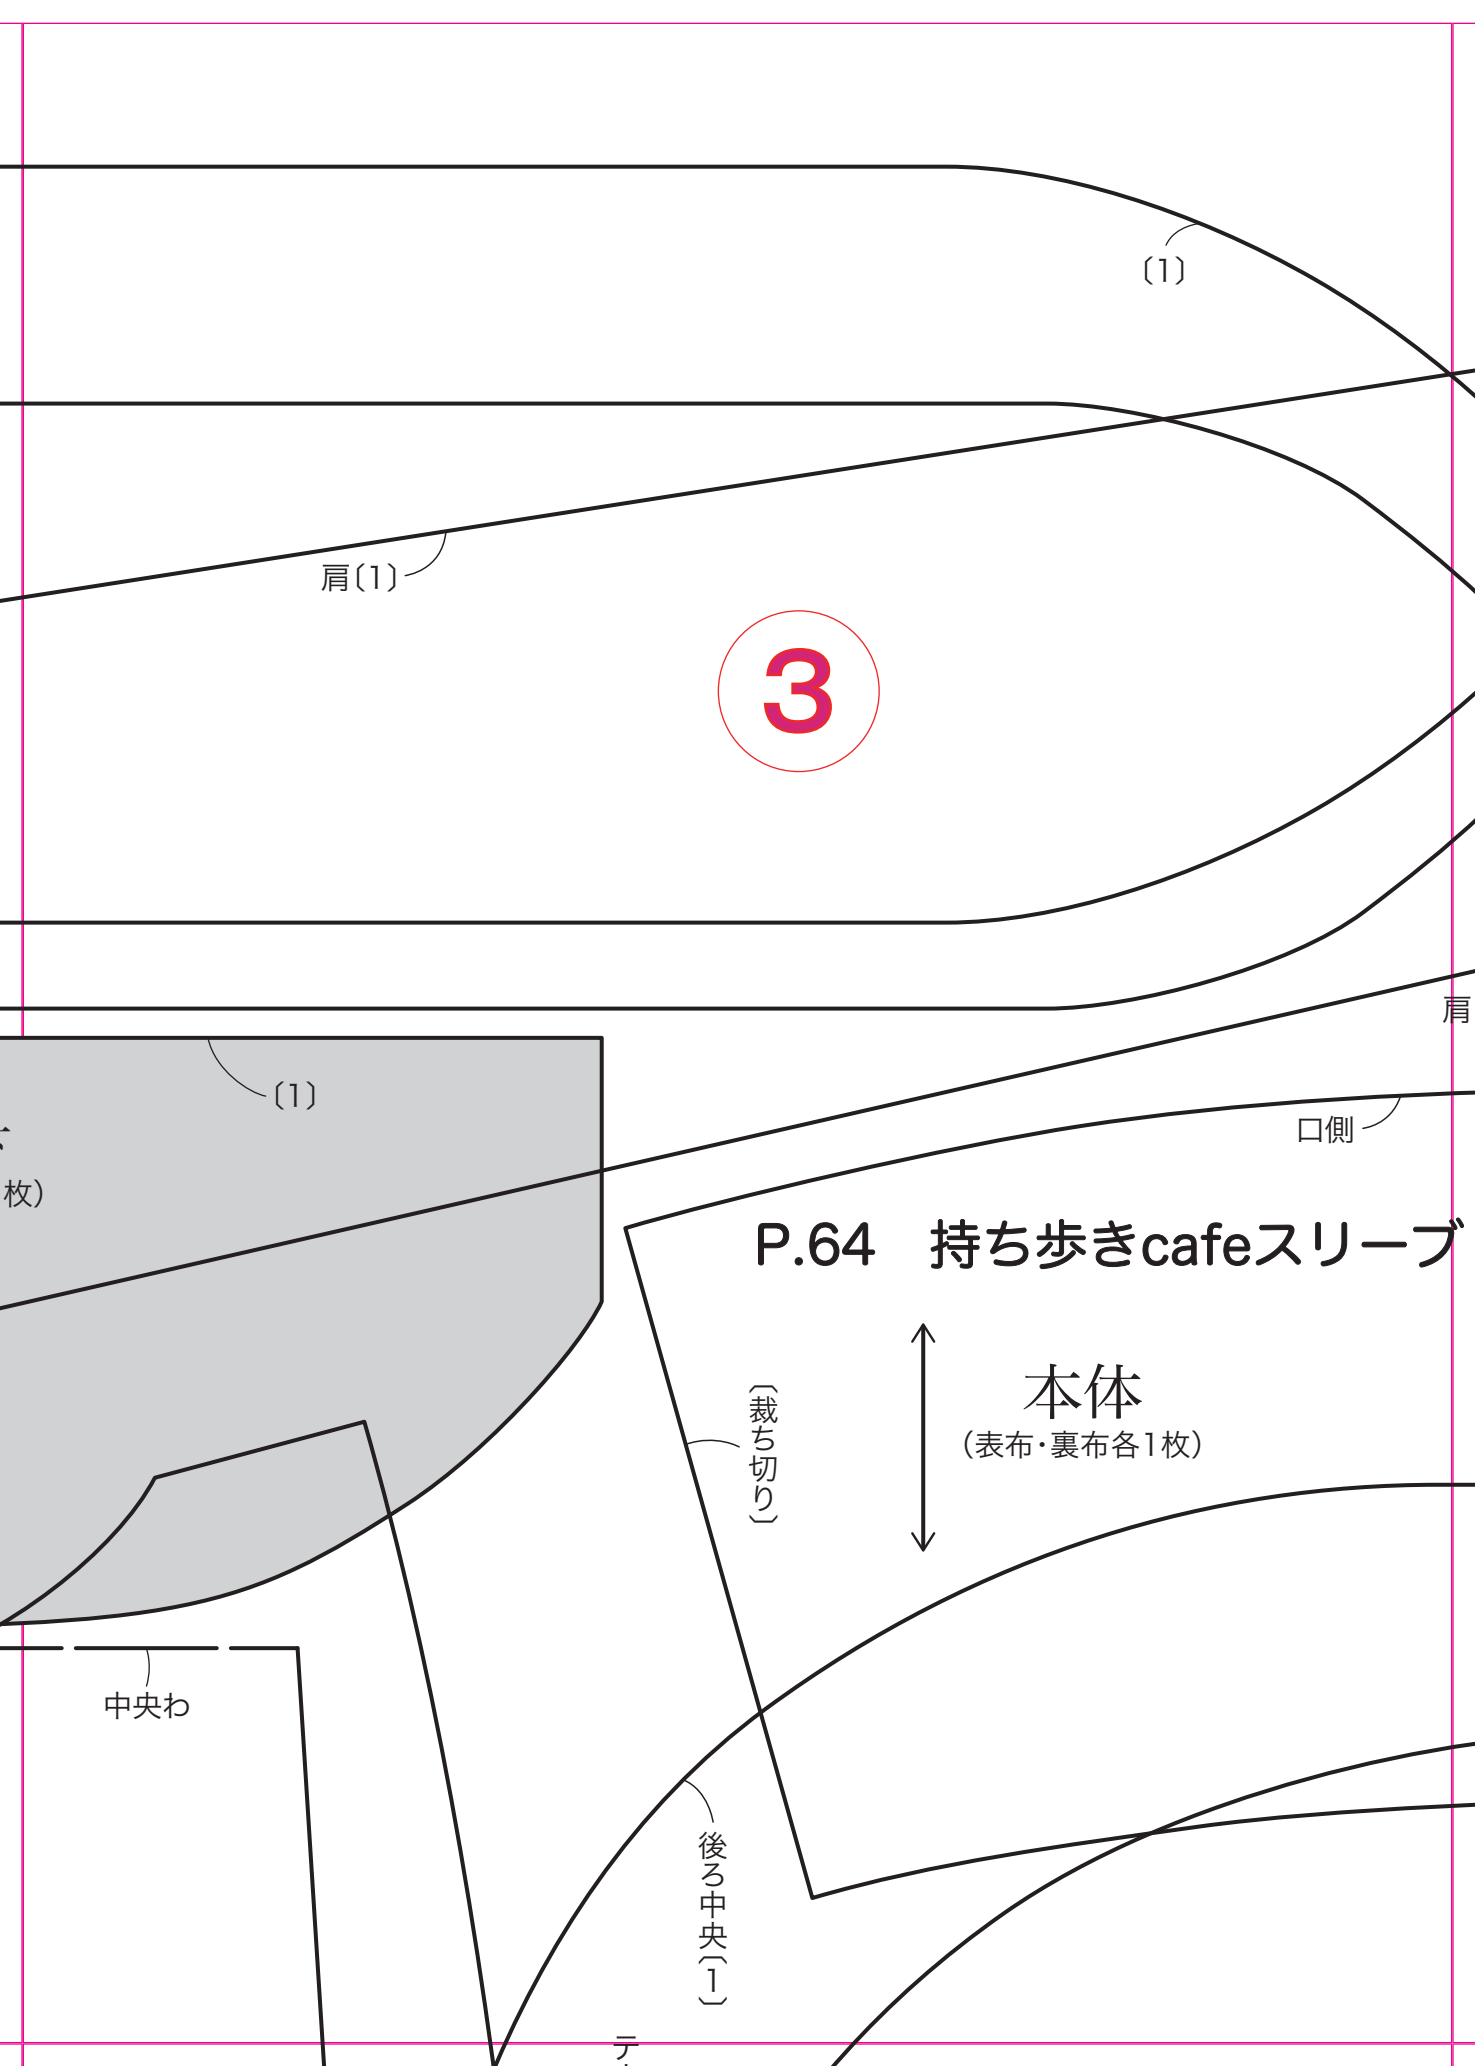 〔1〕
肩〔1〕
3
肩
〔1〕
口側
枚）
P.64　持ち歩きcafeスリーブ
本体
（表布・裏布各1枚）
〔裁ち切り〕
中央わ
後ろ中央〔1〕
テ